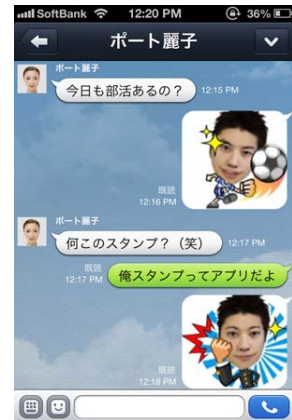 SoftBank 12:20 PM 36%
ポート麗子
ポート麗子
今日も部活あるの？ 12:15 PM
既読
12:16 PM
ポート麗子
何このスタンプ？（笑） 12:17 PM
既読
12:17 PM 俺スタンプってアプリだよ
既読
12:18 PM